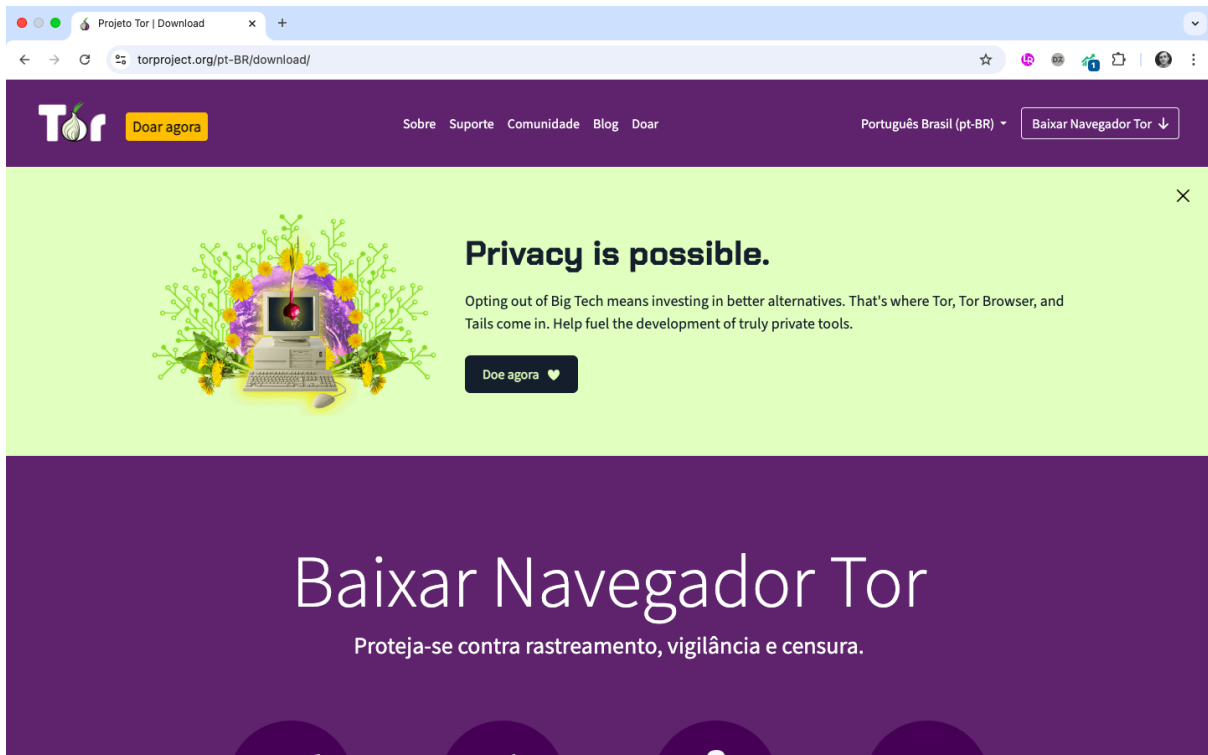 Projeto Tor | Download
torproject.org/pt-BR/download/
1
Tor
Doar agora
Sobre Suporte Comunidade Blog Doar
Português Brasil (pt-BR)
Baixar Navegador Tor ↓
Privacy is possible.
Opting out of Big Tech means investing in better alternatives. That's where Tor, Tor Browser, and
Tails come in. Help fuel the development of truly private tools.
Doe agora
Baixar Navegador Tor
Proteja-se contra rastreamento, vigilância e censura.